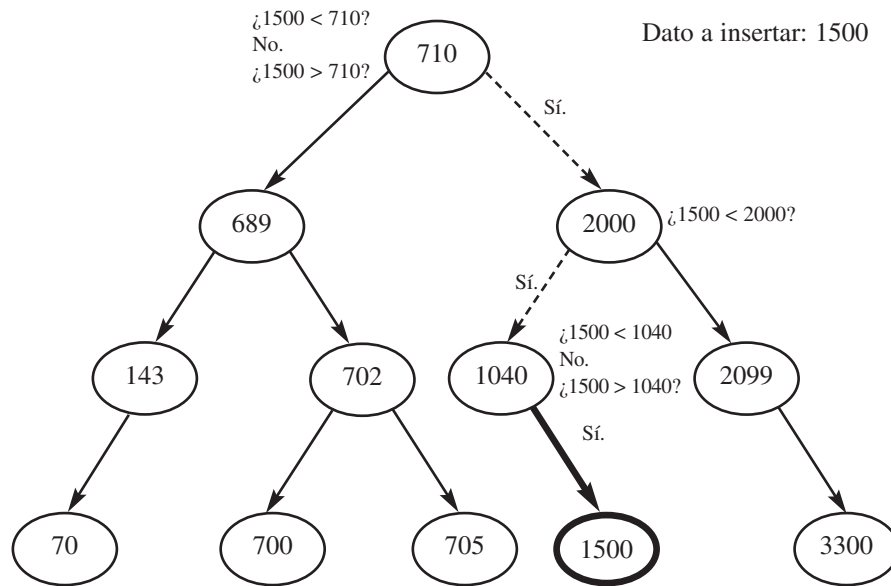 ¿1500 < 710?
No.
¿1500 > 710?
710
Dato a insertar: 1500
Sí.
689
2000
¿1500 < 2000?
Sí.
143
702
1040
¿1500 < 1040
No.
¿1500 > 1040?
2099
Sí.
70
700
705
1500
3300